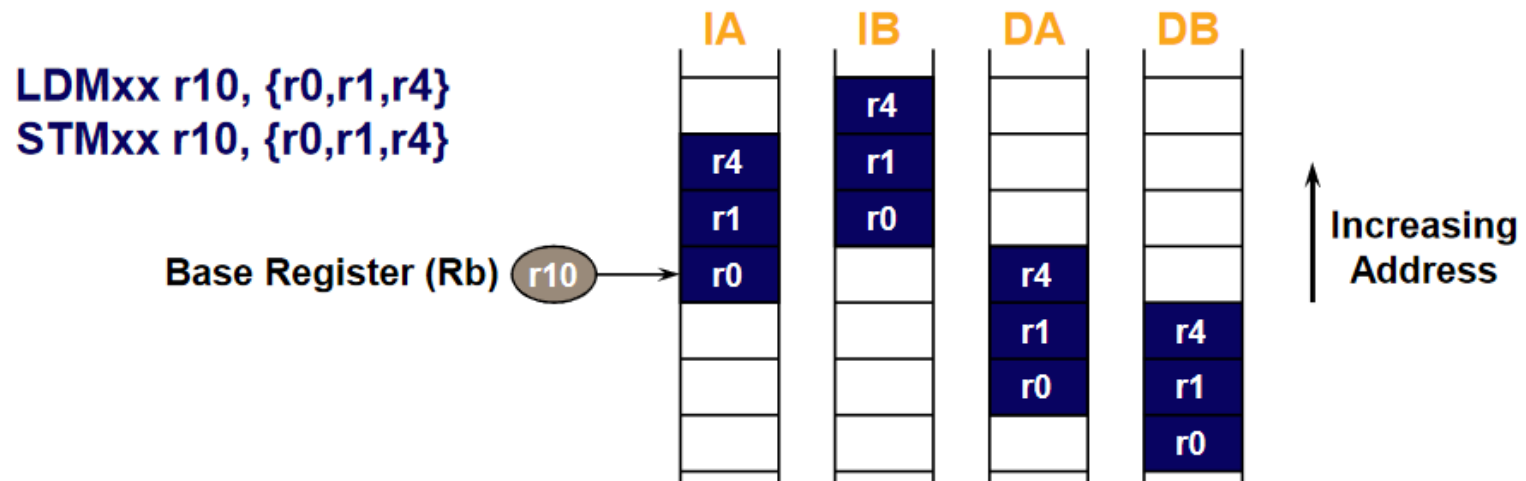 IA IB DA DB
LDMxx r10, {r0,r1,r4}
STMxx r10, {r0,r1,r4}
r4
r4 r1
r1 r0
Base Register (Rb) r10 r0 r4
r1 r4
r0 r1
r0
Increasing
Address